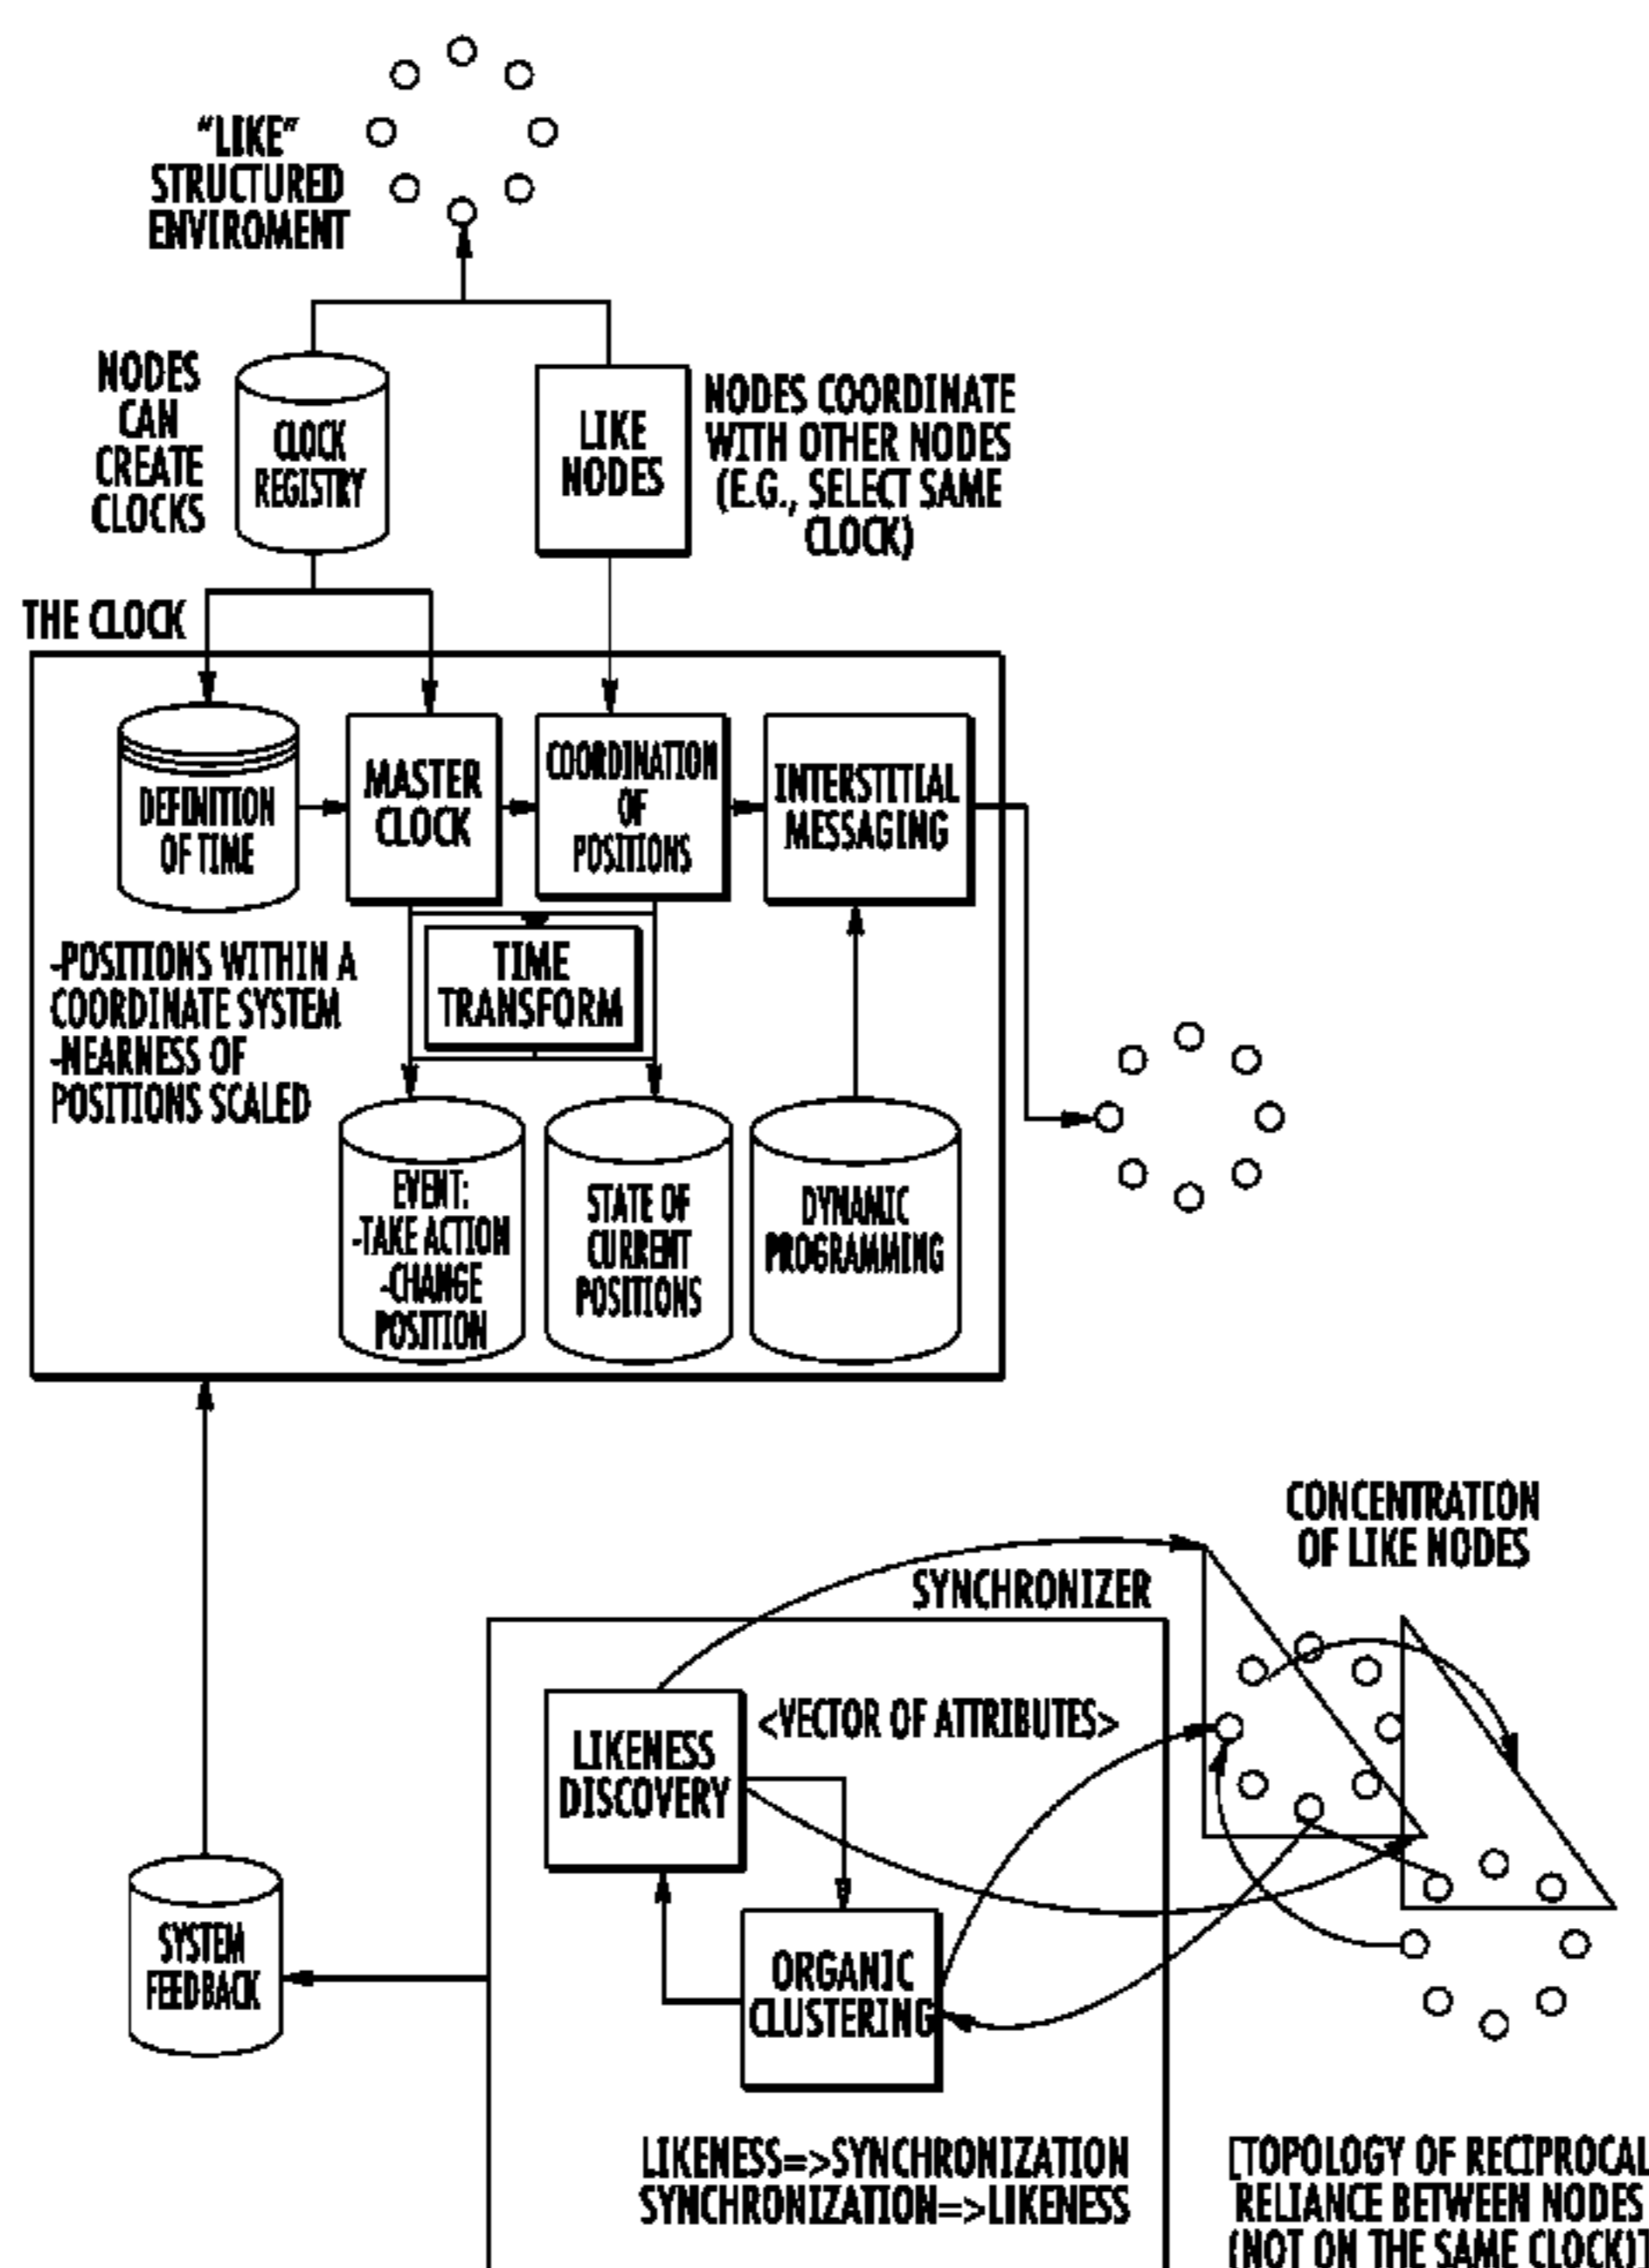 “LIKE”
STRUCTURED
ENVIROMENT
NODES
CAN
CREATE
CLOCKS
CLOCK
REGISTRY
LIKE
NODES
NODES COORDINATE
WITH OTHER NODES
(E.G., SELECT SAME
CLOCK)
THE CLOCK
DEFINITION
OF TIME
MASTER
CLOCK
COORDINATION
OF
POSITIONS
INTERSTITIAL
MESSAGING
-POSITIONS WITHIN A
COORDINATE SYSTEM
-NEARNESS OF
POSITIONS SCALED
TIME
TRANSFORM
EVENT:
-TAKE ACTION
-CHANGE
POSITION
STATE OF
CURRENT
POSITIONS
DYNAMIC
PROGRAMMING
CONCENTRATION
OF LIKE NODES
SYNCHRONIZER
LIKENESS
DISCOVERY
<VECTOR OF ATTRIBUTES>
SYSTEM
FEEDBACK
ORGANIC
CLUSTERING
LIKENESS=>SYNCHRONIZATION
SYNCHRONIZATION=>LIKENESS
[TOPOLOGY OF RECIPROCAL
RELIANCE BETWEEN NODES
(NOT ON THE SAME CLOCK)]